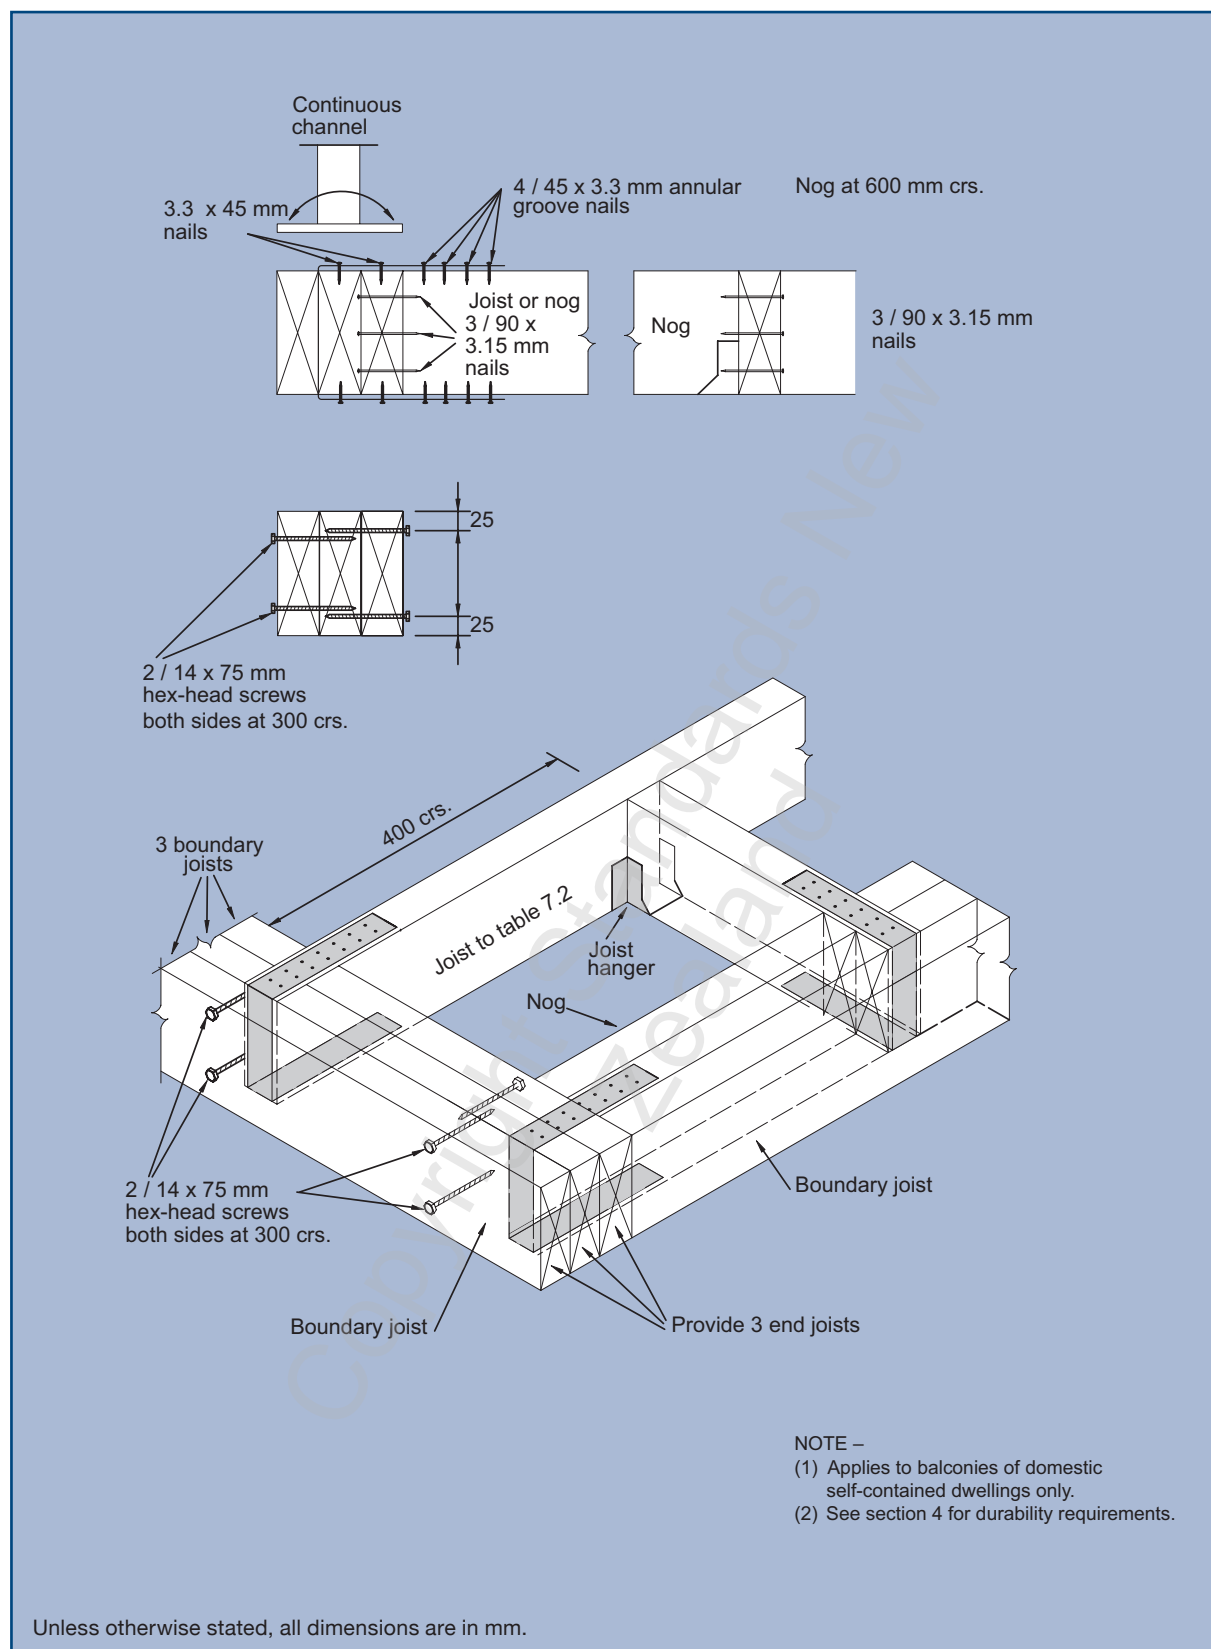 Continuous
channel
3.3 x 45 mm
nails
4 / 45 x 3.3 mm annular
groove nails
Nog at 600 mm crs.
Joist or nog
3 / 90 x
3.15 mm
nails
Nog
3 / 90 x 3.15 mm
nails
25
25
2 / 14 x 75 mm
hex-head screws
both sides at 300 crs.
400 crs.
3 boundary
joists
Joist to table 7.2
Joist
hanger
Nog
2 / 14 x 75 mm
hex-head screws
both sides at 300 crs.
Boundary joist
Boundary joist
Provide 3 end joists
NOTE –
(1) Applies to balconies of domestic
self-contained dwellings only.
(2) See section 4 for durability requirements.
Unless otherwise stated, all dimensions are in mm.
Copyright Standards New
Zealand